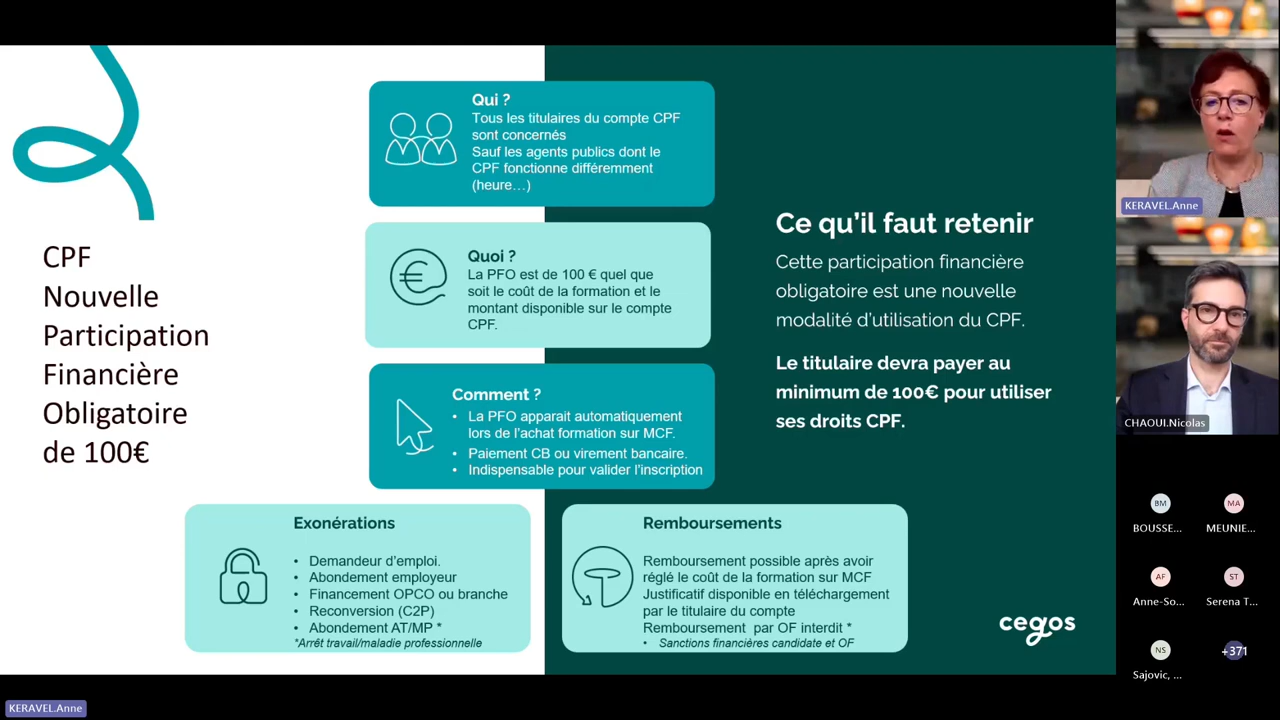 CPF
Nouvelle
Participation
Financière
Obligatoire
de 100€
Qui ?
Tous les titulaires du compte CPF
sont concernés
Sauf les agents publics dont le
CPF fonctionne différemment
(heure…)
Quoi ?
La PFO est de 100 € quel que
soit le coût de la formation et le
montant disponible sur le compte
CPF.
Comment ?
• La PFO apparait automatiquement
lors de l'achat formation sur MCF.
• Paiement CB ou virement bancaire.
• Indispensable pour valider l'inscription
Exonérations
• Demandeur d'emploi.
• Abondement employeur
• Financement OPCO ou branche
• Reconversion (C2P)
• Abondement AT/MP *
*Arrêt travail/maladie professionnelle
Remboursements
Remboursement possible après avoir
réglé le coût de la formation sur MCF
Justificatif disponible en téléchargement
par le titulaire du compte
Remboursement par OF interdit *
• Sanctions financières candidate et OF
Ce qu'il faut retenir
Cette participation financière
obligatoire est une nouvelle
modalité d'utilisation du CPF.
Le titulaire devra payer au
minimum de 100€ pour utiliser
ses droits CPF.
cegos
KERAVEL.Anne
CHAOUI.Nicolas
BM
BOUSSE...
MA
MEUNIE...
AF
Anne-So...
ST
Serena T...
NS
Sajovic, ...
+371
KERAVEL.Anne